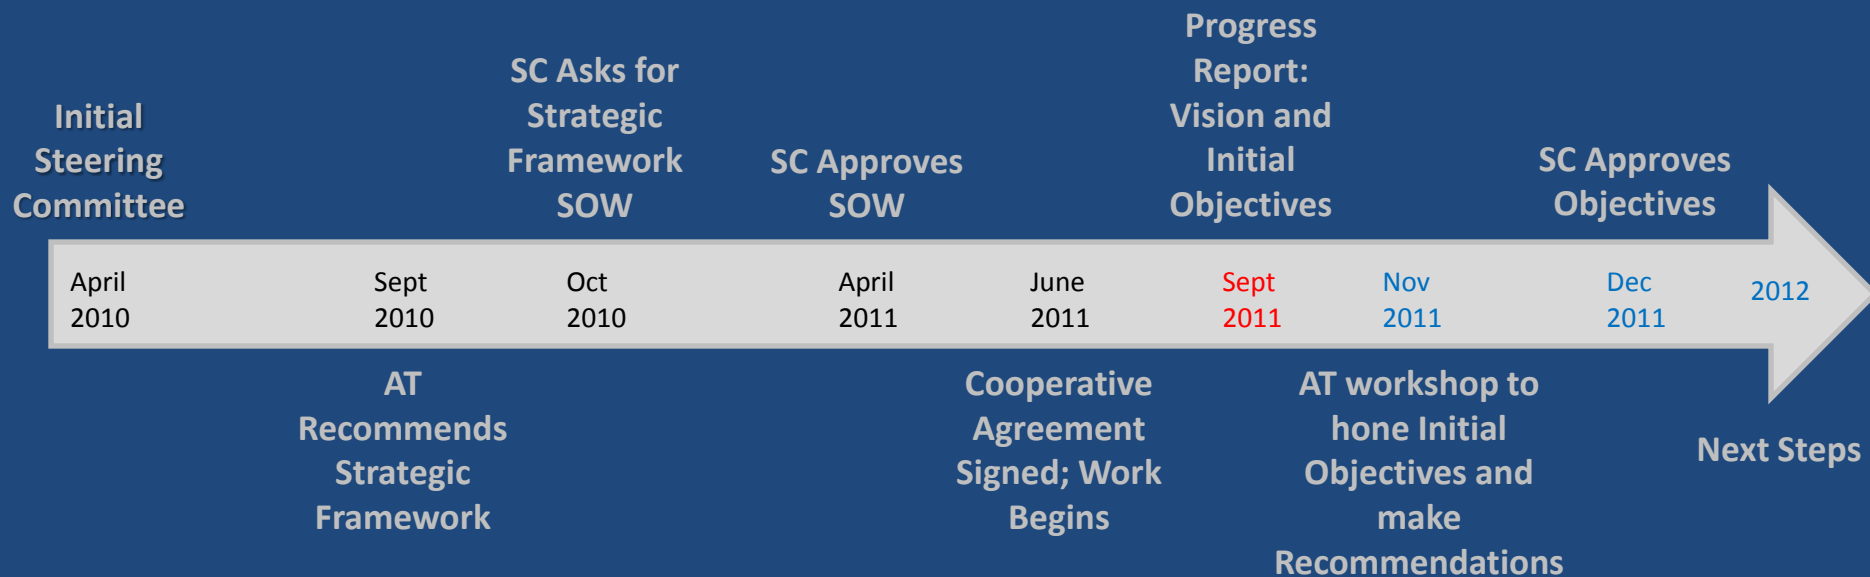 Initial
Steering
Committee
SC Asks for
Strategic
Framework
SOW
SC Approves
SOW
Progress
Report:
Vision and
Initial
Objectives
SC Approves
Objectives
April
2010
Sept
2010
Oct
2010
April
2011
June
2011
Sept
2011
Nov
2011
Dec
2011
2012
AT
Recommends
Strategic
Framework
Cooperative
Agreement
Signed; Work
Begins
AT workshop to
hone Initial
Objectives and
make
Recommendations
Next Steps